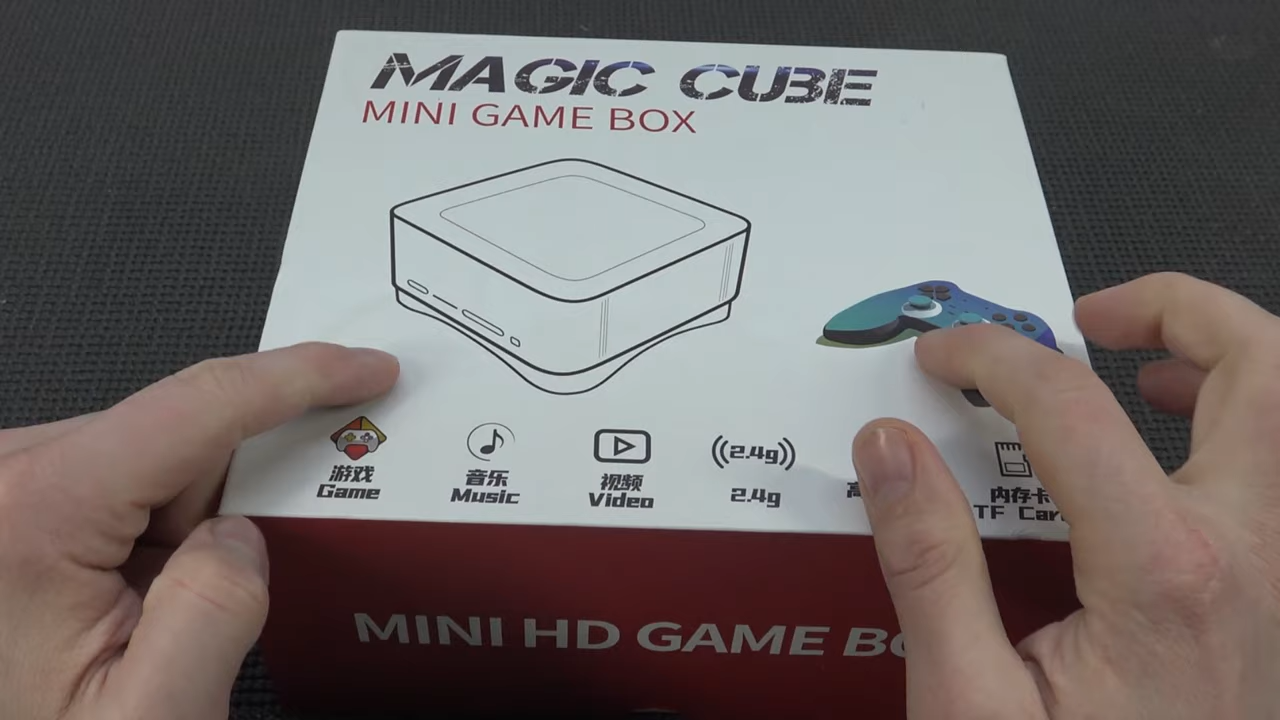 MAGIC CUBE
MINI GAME BOX
游戏
Game
音乐
Music
视频
Video
((2.4g))
2.4g
内存卡
TF
MINI HD GAME